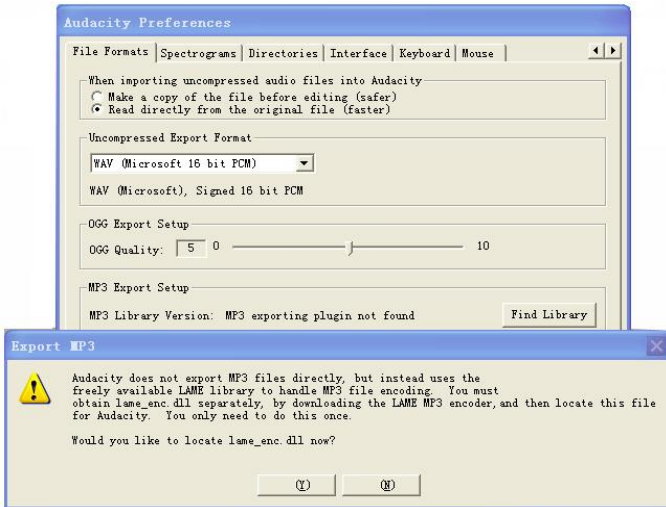 Audacity Preferences
File Formats Spectrograms Directories Interface Keyboard Mouse
When importing uncompressed audio files into Audacity
Make a copy of the file before editing (safer)
Read directly from the original file (faster)
Uncompressed Export Format
WAV (Microsoft 16 bit PCM)
WAV (Microsoft), Signed 16 bit PCM
OGG Export Setup
OGG Quality: 5 0 10
MP3 Export Setup
MP3 Library Version: MP3 exporting plugin not found Find Library
Export MP3
Audacity does not export MP3 files directly, but instead uses the
freely available LAME library to handle MP3 file encoding. You must
obtain lame_enc.dll separately, by downloading the LAME MP3 encoder, and then locate this file
for Audacity. You only need to do this once.
Would you like to locate lame_enc.dll now?
(Y) (N)